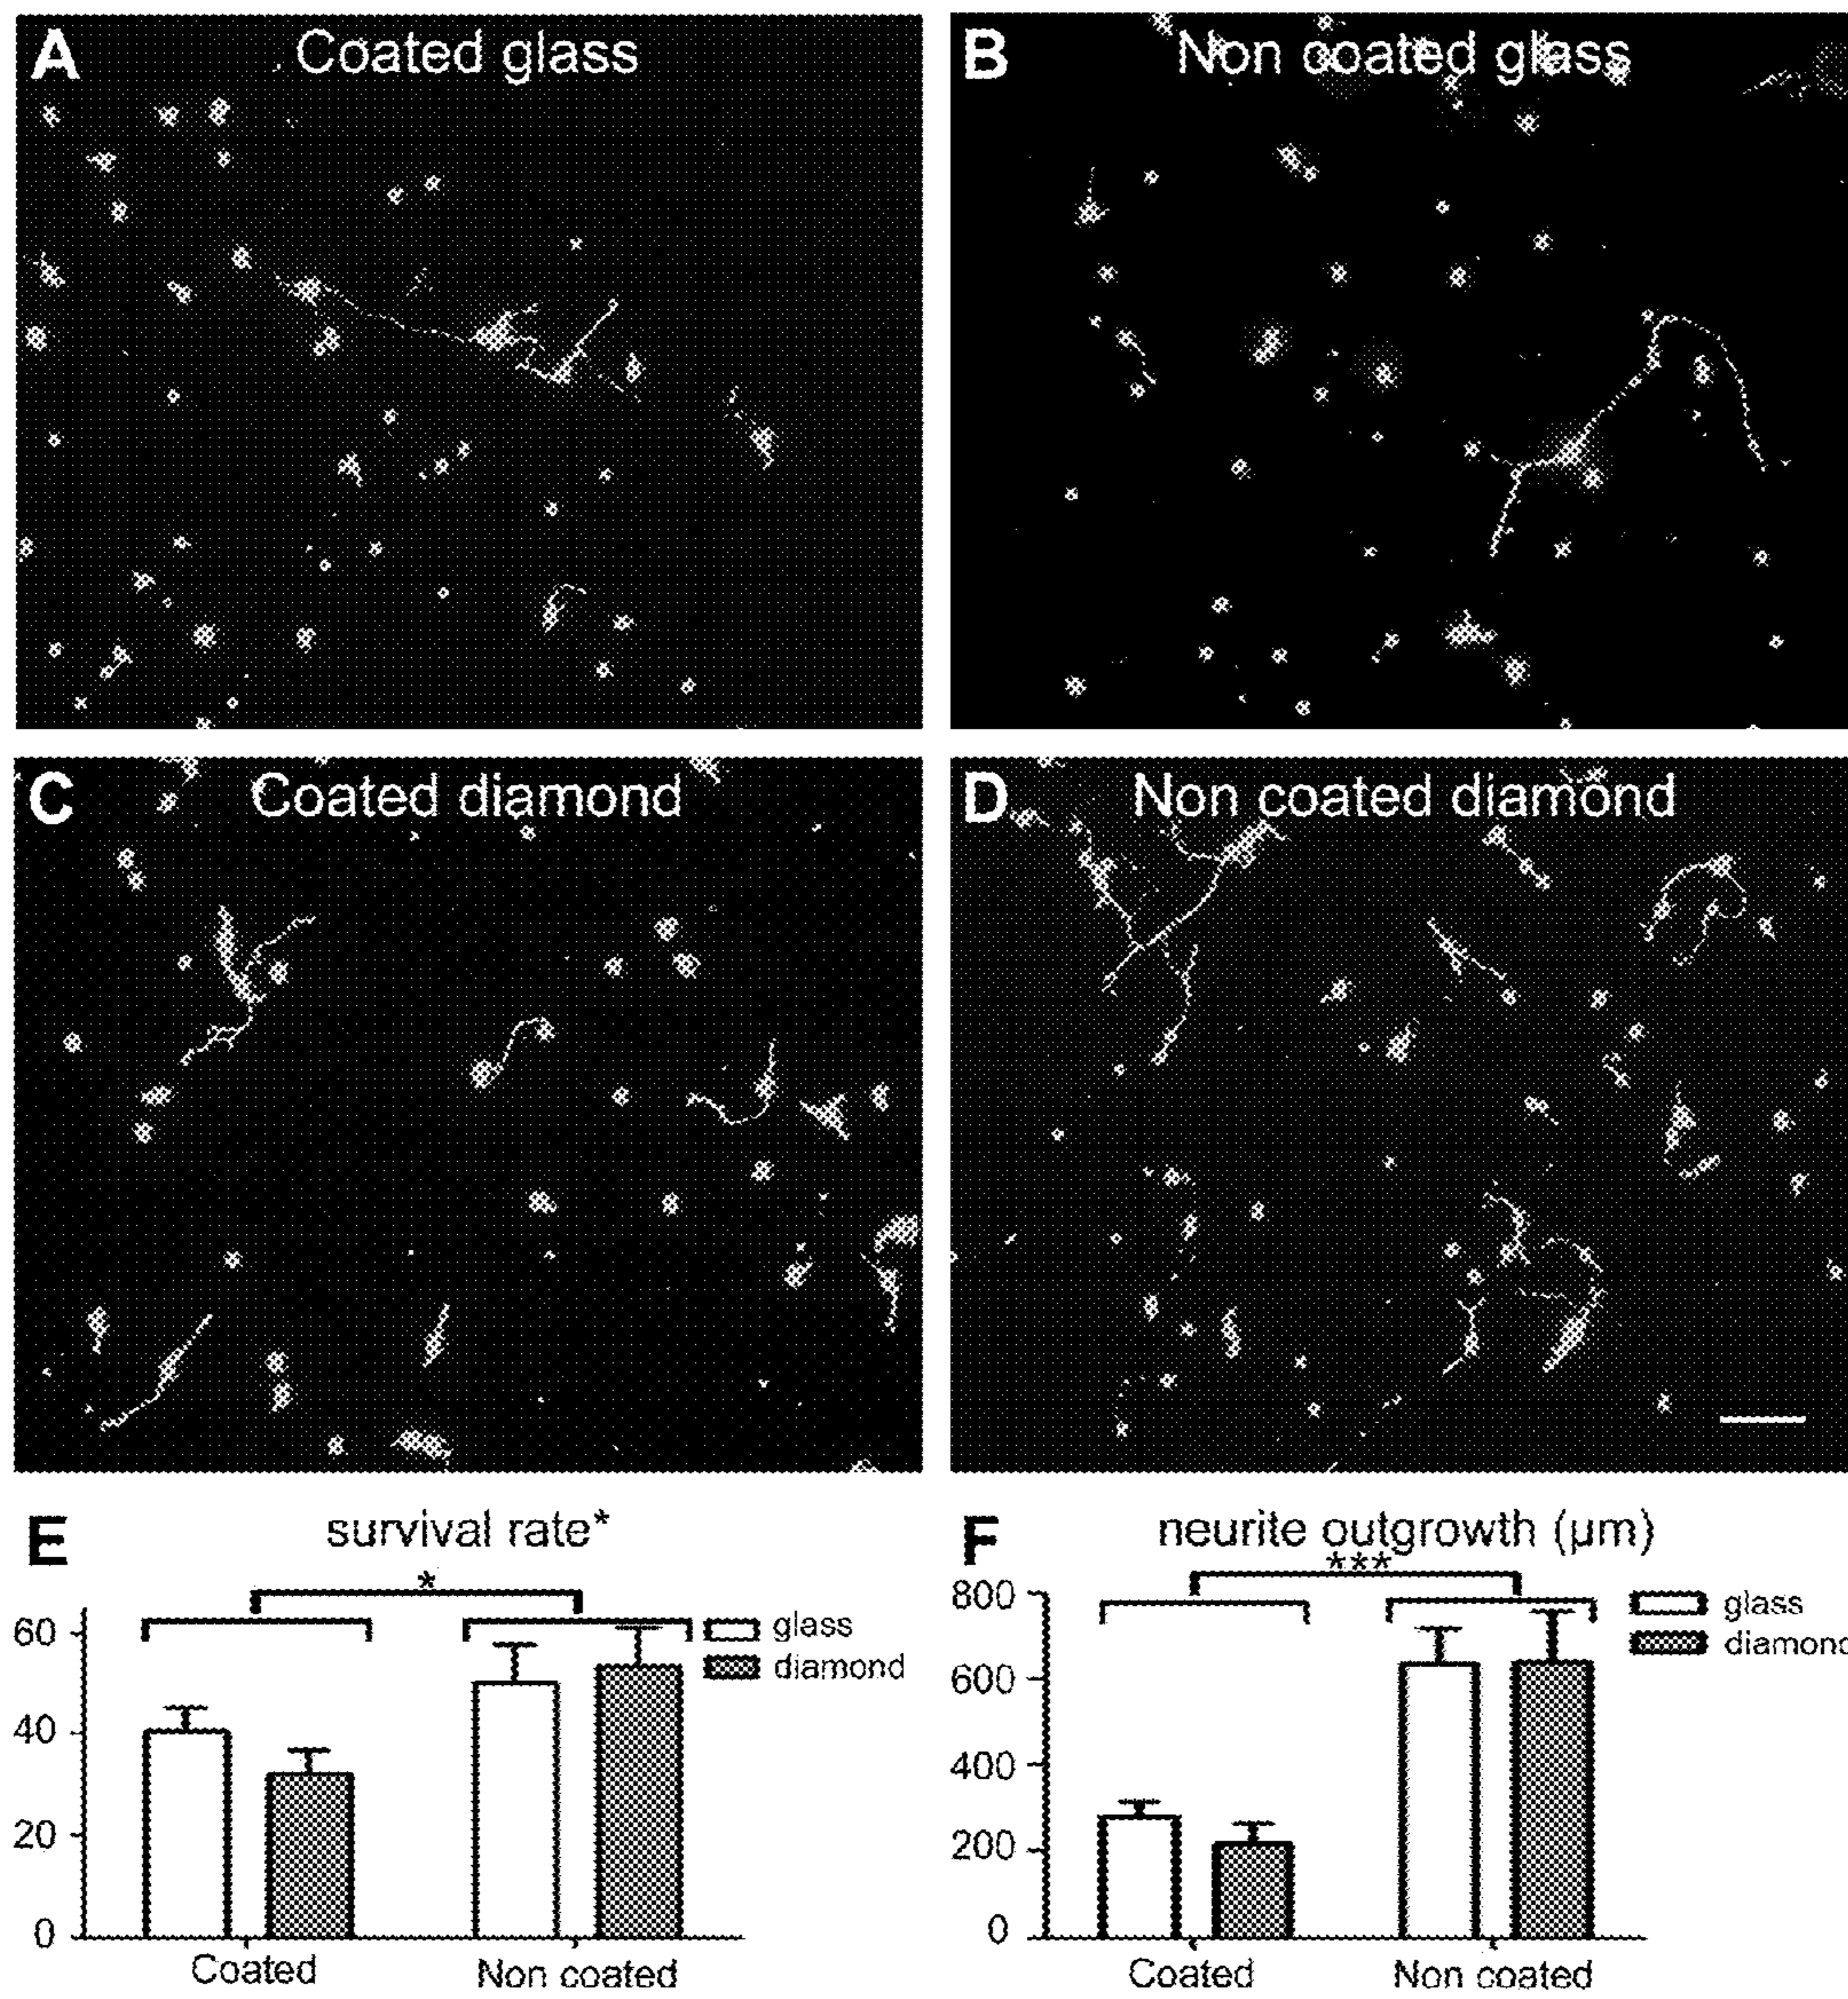 A Coated glass
B Non coated glass
C Coated diamond
D Non coated diamond
E survival rate*
*
60
40
20
0
glass
diamond
Coated
Non coated
F neurite outgrowth (µm)
***
800
600
400
200
0
glass
diamond
Coated
Non coated